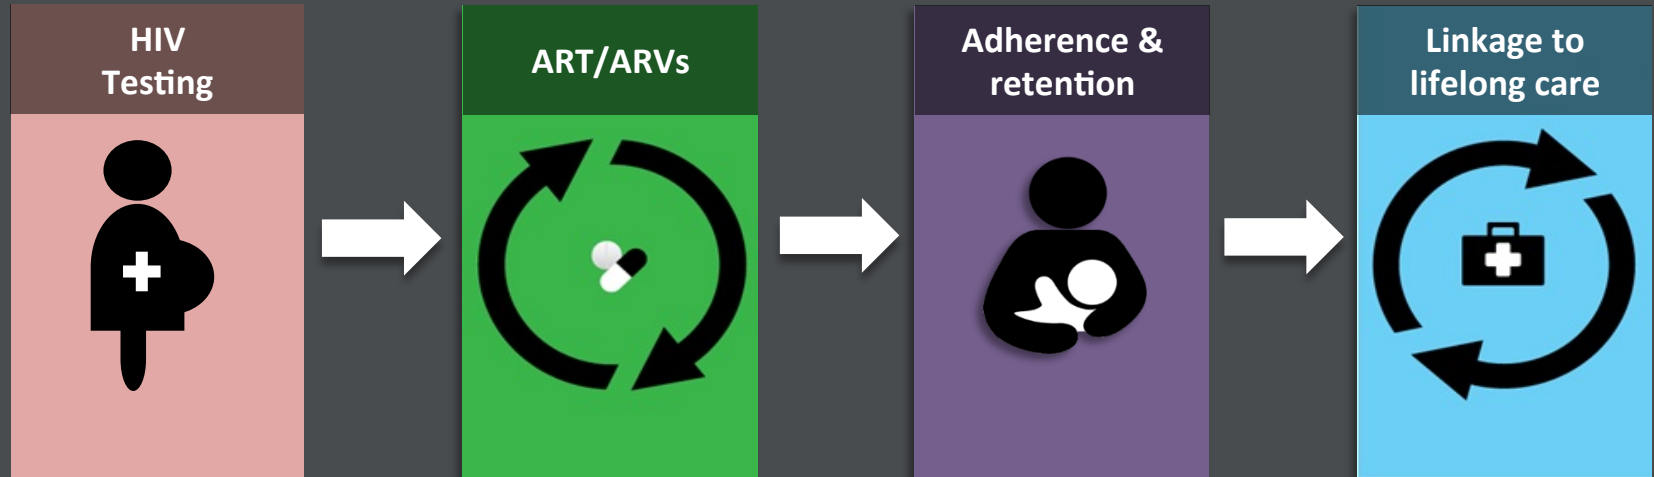 HIV
Testing
ART/ARVs
Adherence &
retention
Linkage to
lifelong care